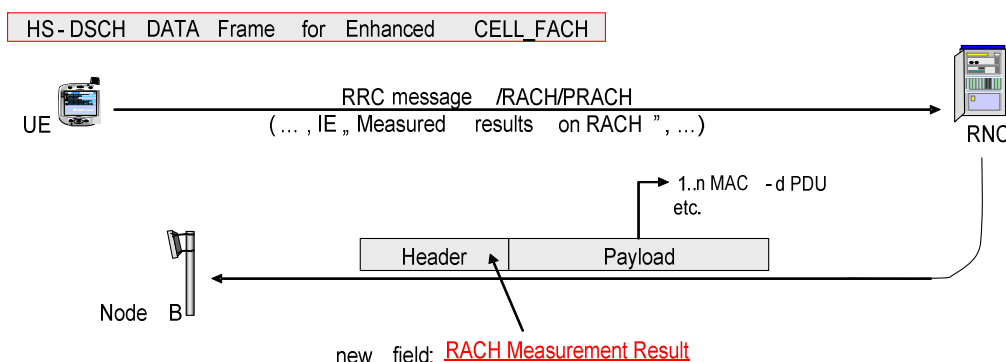 HS-DSCH DATA Frame for Enhanced CELL_FACH
RRC message /RACH/PRACH
UE
(... , IE „ Measured results on RACH ”, ...)
RNC
1..n MAC -d PDU
etc.
Header Payload
Node B
new field: RACH Measurement Result